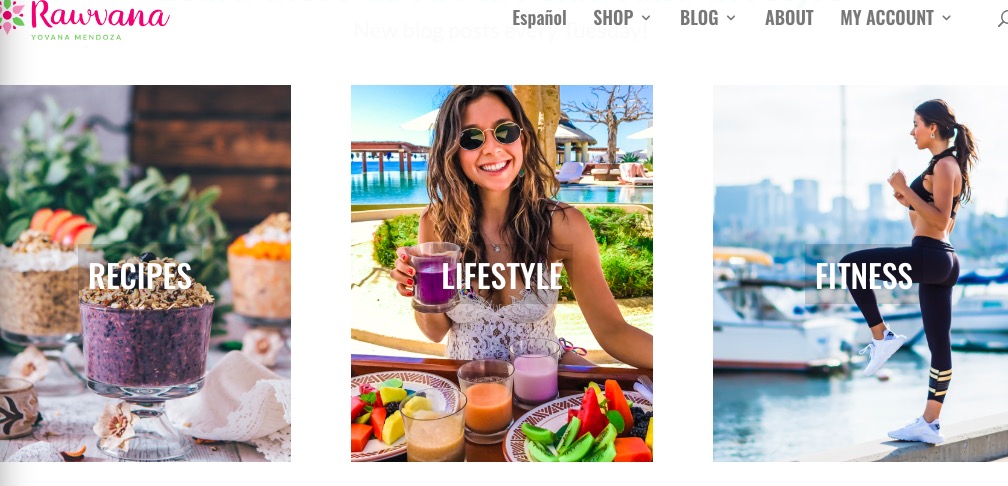 Rawvana
YOVANA MENDOZA
Español SHOP BLOG ABOUT MY ACCOUNT
New blog posts every Tuesday!
RECIPES
LIFESTYLE
FITNESS